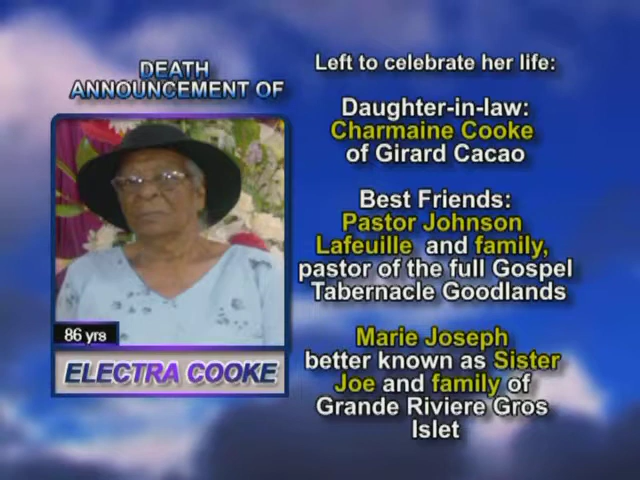 DEATH
ANNOUNCEMENT OF
86 yrs
ELECTRA COOKE
Left to celebrate her life:
Daughter-in-law:
Charmaine Cooke
of Girard Cacao
Best Friends:
Pastor Johnson
Lafeuille and family,
pastor of the full Gospel
Tabernacle Goodlands
Marie Joseph
better known as Sister
Joe and family of
Grande Riviere Gros
Islet